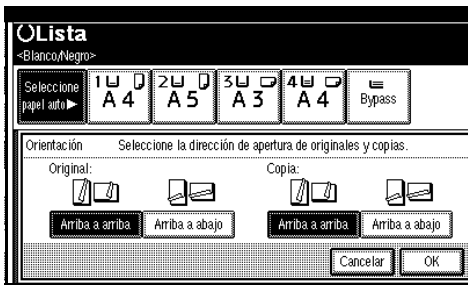 Lista
<Blanco/Negro>
Seleccione
papel auto►
1 A4
2 A5
3 A3
4 A4
Bypass
Orientación Seleccione la dirección de apertura de originales y copias.
Original: Copia:
Arriba a arriba Arriba a abajo Arriba a arriba Arriba a abajo
Cancelar OK